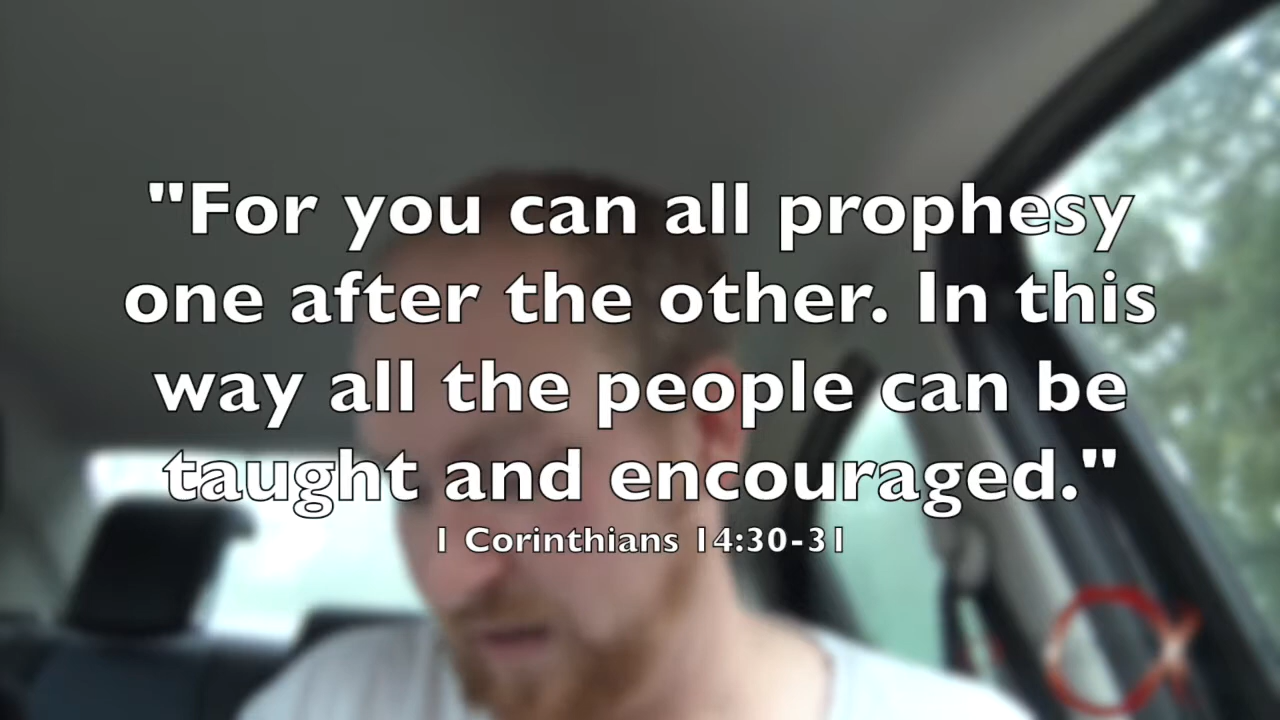 "For you can all prophesy
one after the other. In this
way all the people can be
taught and encouraged."
1 Corinthians 14:30-31